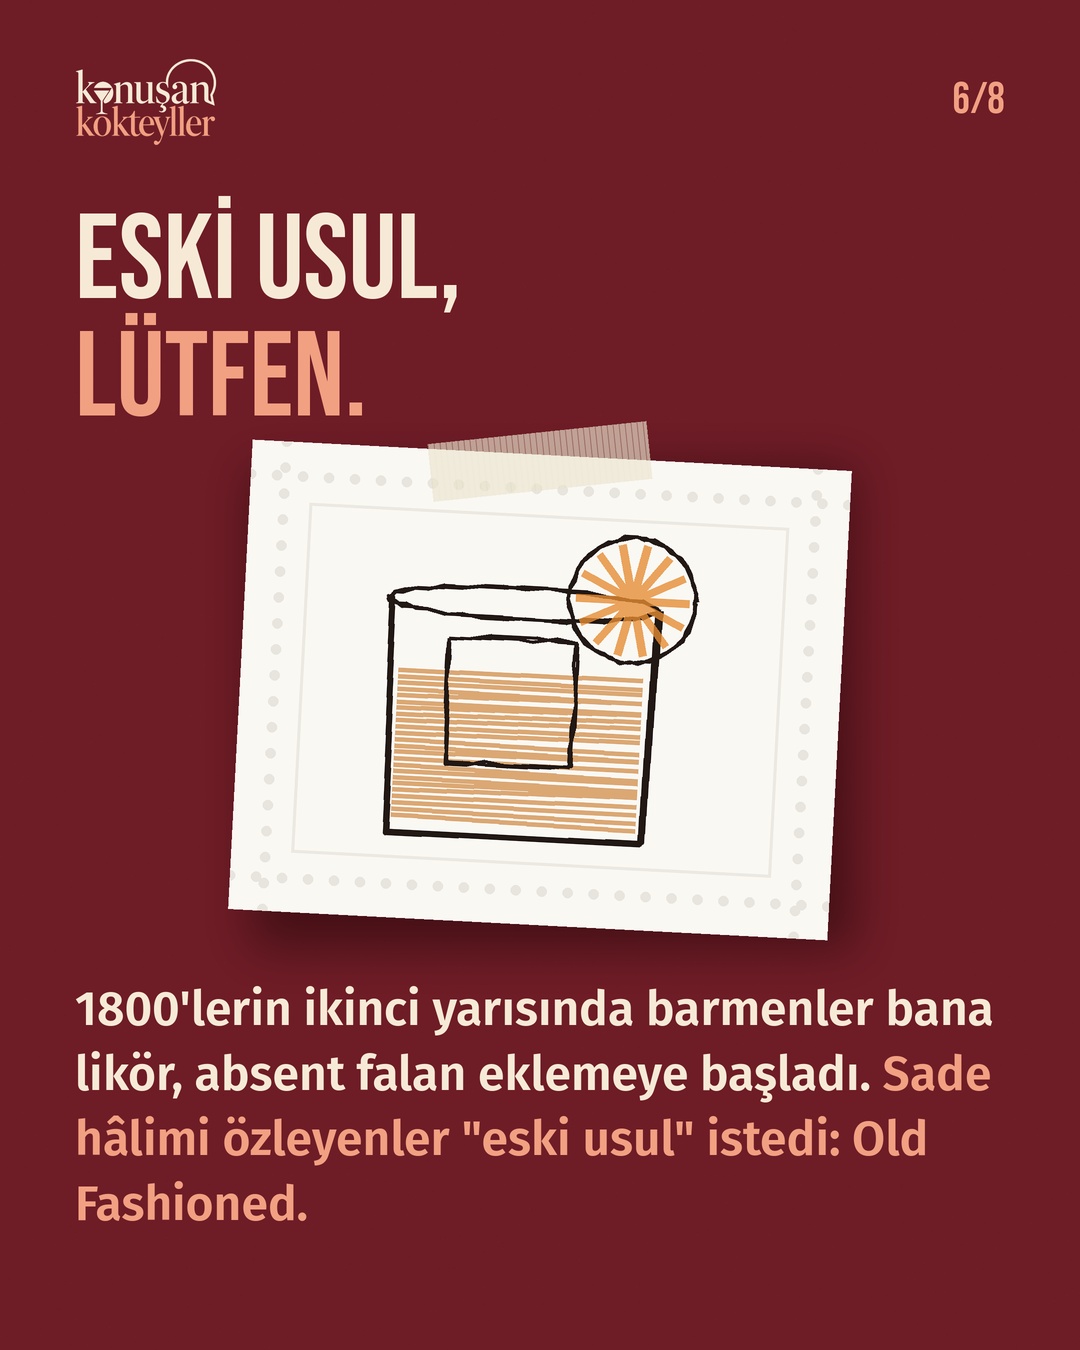 konuşan
kokteyller
6/8
ESKİ USUL,
LÜTFEN.
1800'lerin ikinci yarısında barmenler bana
likör, absent falan eklemeye başladı. Sade
hâlimi özleyenler "eski usul" istedi: Old
Fashioned.